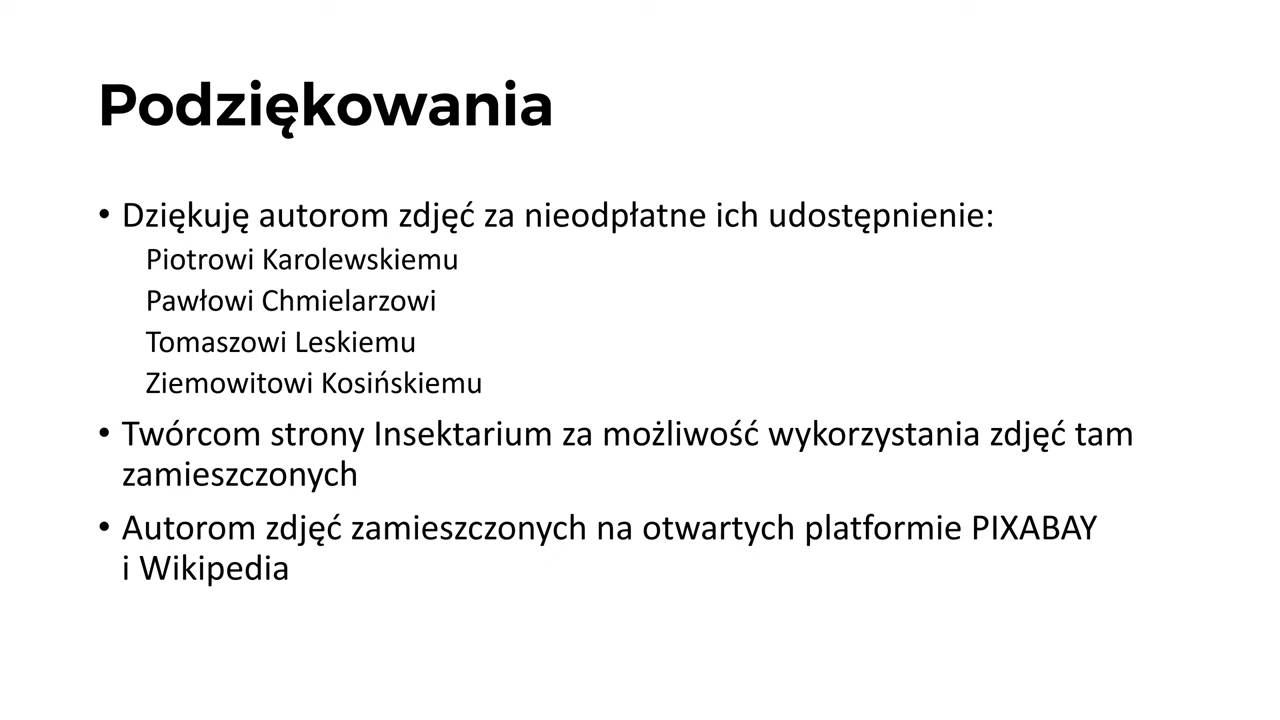 Podziękowania
• Dziękuję autorom zdjęć za nieodpłatne ich udostępnienie:
Piotrowi Karolewskiemu
Pawłowi Chmielarzowi
Tomaszowi Leskiemu
Ziemowitowi Kosińskiemu
• Twórcom strony Insektarium za możliwość wykorzystania zdjęć tam
zamieszczonych
• Autorom zdjęć zamieszczonych na otwartych platformie PIXABAY
i Wikipedia